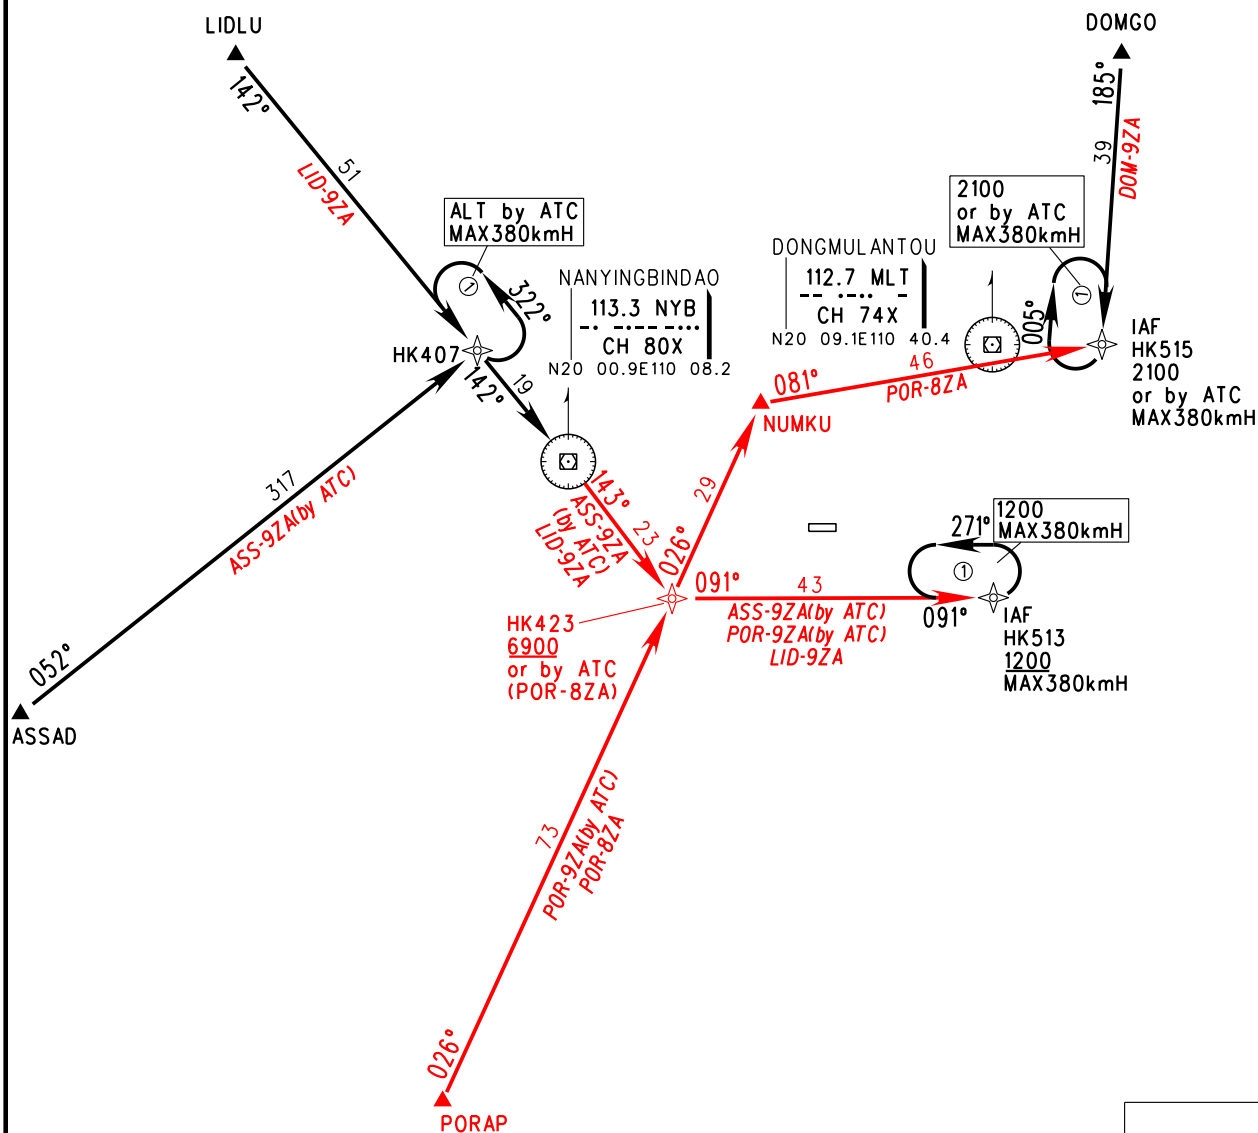 LIDLU
DOMGO
142°
51
LID-9ZA
185°
39
DOM-9ZA
ALT by ATC
MAX380kmH
1
322°
HK407
142°
19
NANYINGBINDAO
113.3 NYB
CH 80X
N20 00.9E110 08.2
DONGMULANTOU
112.7 MLT
CH 74X
N20 09.1E110 40.4
2100
or by ATC
MAX380kmH
1
005°
IAF
HK515
2100
or by ATC
MAX380kmH
081°
46
POR-8ZA
NUMKU
317
ASS-9ZA(by ATC)
052°
ASSAD
143°
23
ASS-9ZA
(by ATC)
LID-9ZA
29
026°
HK423
6900
or by ATC
(POR-8ZA)
091°
43
ASS-9ZA(by ATC)
POR-9ZA(by ATC)
LID-9ZA
1200
MAX380kmH
271°
1
091°
IAF
HK513
1200
MAX380kmH
73
POR-9ZA(by ATC)
POR-8ZA
026°
PORAP